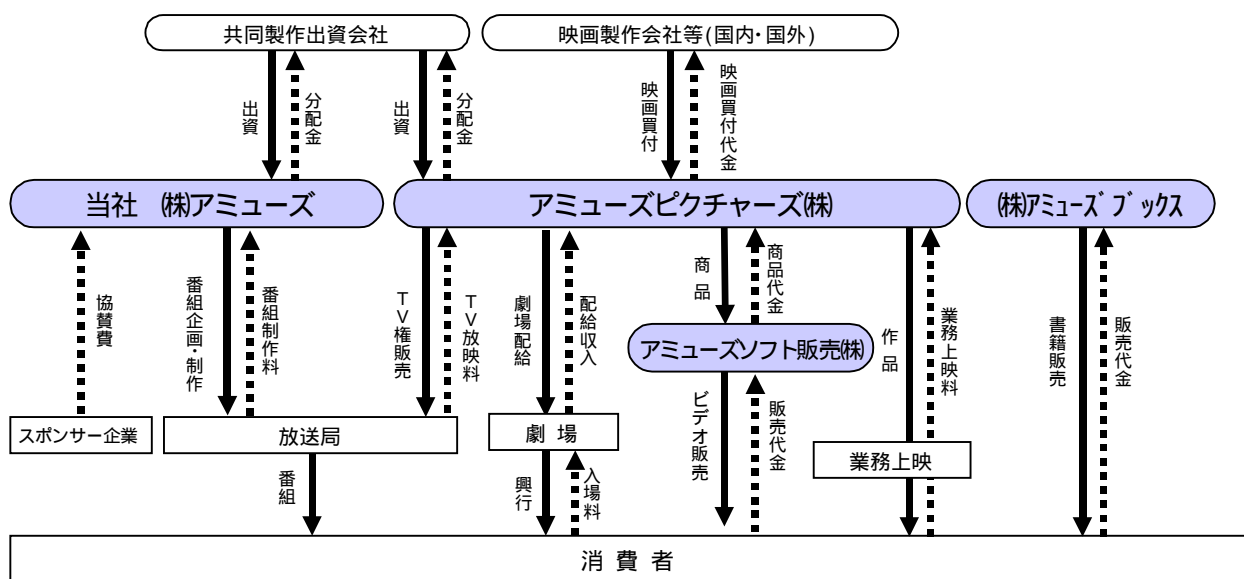 共同製作出資会社
映画製作会社等(国内・国外)
出資
分配金
出資
分配金
映画買付
映画買付代金
当社 ㈱アミューズ
アミューズピクチャーズ㈱
㈱ｱﾐｭｰｽﾞﾌﾞｯｸｽ
協賛費
番組企画・制作
番組制作料
TV権販売
TV放映料
劇場配給
配給収入
商品
商品代金
作品
業務上映料
書籍販売
販売代金
アミューズソフト販売㈱
スポンサー企業
放送局
劇場
ビデオ販売
販売代金
業務上映
番組
興行
入場料
消費者